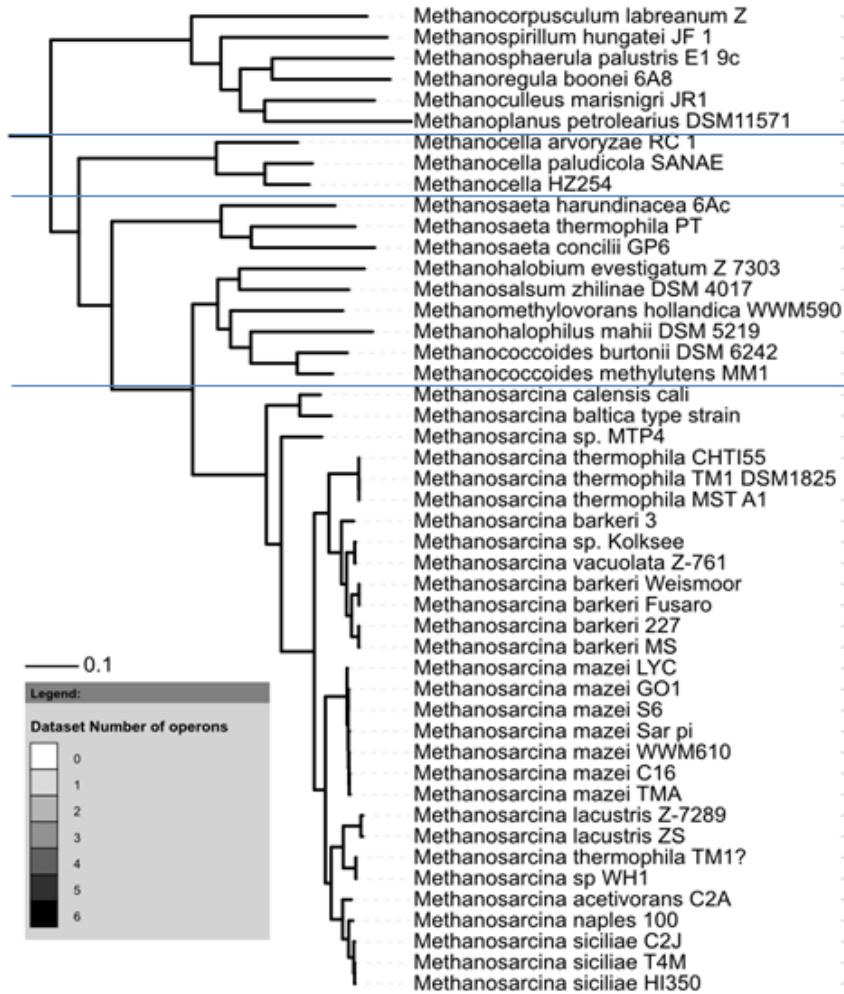 Methanocorpusculum labreanum Z
Methanospirillum hungatei JF 1
Methanosphaerula palustris E1 9c
Methanoregula boonei 6A8
Methanoculleus marisnigri JR1
Methanoplanus petrolearius DSM11571
Methanocella arvoryzae RC 1
Methanocella paludicola SANAE
Methanocella HZ254
Methanosaeta harundinacea 6Ac
Methanosaeta thermophila PT
Methanosaeta concilii GP6
Methanohalobium evestigatum Z 7303
Methanosalsum zhilinae DSM 4017
Methanomethylovorans hollandica WWM590
Methanohalophilus mahii DSM 5219
Methanococcoides burtonii DSM 6242
Methanococcoides methylutens MM1
Methanosarcina calensis cali
Methanosarcina baltica type strain
Methanosarcina sp. MTP4
Methanosarcina thermophila CHTI55
Methanosarcina thermophila TM1 DSM1825
Methanosarcina thermophila MST A1
Methanosarcina barkeri 3
Methanosarcina sp. Kolksee
Methanosarcina vacuolata Z-761
Methanosarcina barkeri Weismoor
Methanosarcina barkeri Fusaro
Methanosarcina barkeri 227
Methanosarcina barkeri MS
Methanosarcina mazei LYC
Methanosarcina mazei GO1
Methanosarcina mazei S6
Methanosarcina mazei Sar pi
Methanosarcina mazei WWM610
Methanosarcina mazei C16
Methanosarcina mazei TMA
Methanosarcina lacustris Z-7289
Methanosarcina lacustris ZS
Methanosarcina thermophila TM1?
Methanosarcina sp WH1
Methanosarcina acetivorans C2A
Methanosarcina naples 100
Methanosarcina siciliae C2J
Methanosarcina siciliae T4M
Methanosarcina siciliae HI350
0.1
Legend:
Dataset Number of operons
0
1
2
3
4
5
6